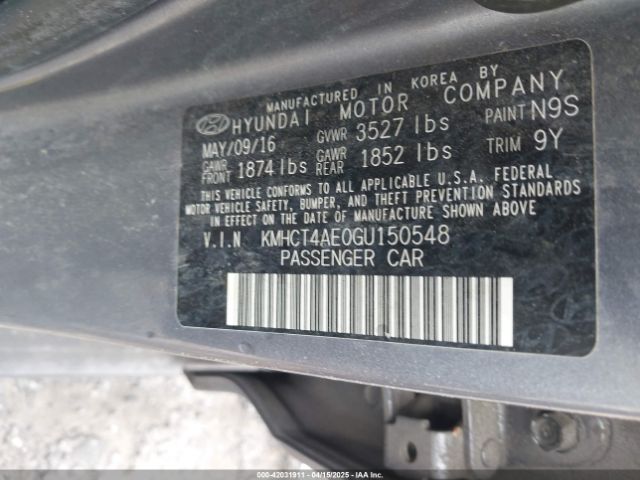 MANUFACTURED IN KOREA BY
HYUNDAI MOTOR COMPANY
MAY/09/16 GVWR 3527 lbs PAINT N9S
GAWR FRONT 1874 lbs GAWR REAR 1852 lbs TRIM 9Y
THIS VEHICLE CONFORMS TO ALL APPLICABLE U.S.A. FEDERAL
MOTOR VEHICLE SAFETY, BUMPER, AND THEFT PREVENTION STANDARDS
IN EFFECT ON THE DATE OF MANUFACTURE SHOWN ABOVE.
V.I.N KMHCT4AE0GU150548
PASSENGER CAR
000-42031911 - 04/15/2025 - IAAI.COM